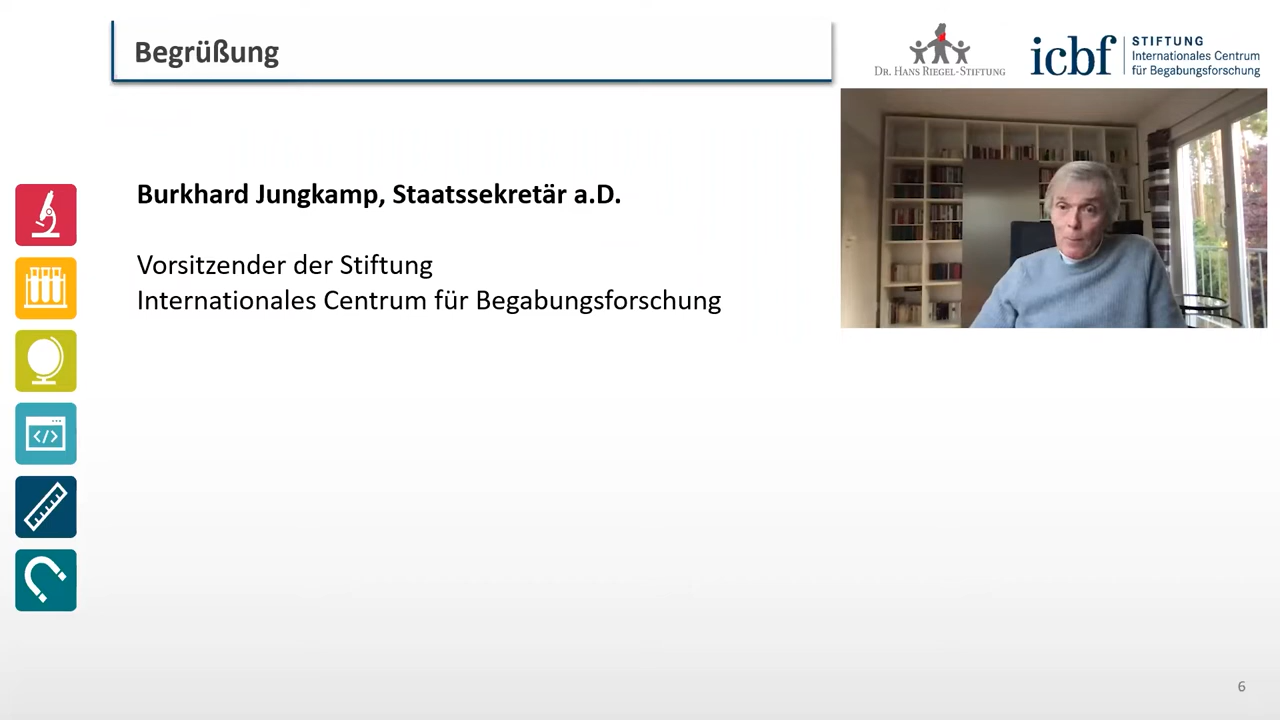 Begrüßung
DR. HANS RIEGEL-STIFTUNG
icbf
STIFTUNG
Internationales Centrum
für Begabungsforschung
Burkhard Jungkamp, Staatssekretär a.D.
Vorsitzender der Stiftung
Internationales Centrum für Begabungsforschung
</>
6